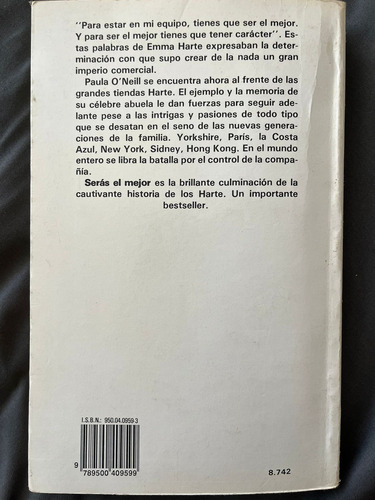 "Para estar en mi equipo, tienes que ser el mejor.
Y para ser el mejor tienes que tener carácter". Es-
tas palabras de Emma Harte expresaban la deter-
minación con que supo crear de la nada un gran
imperio comercial.
Paula O'Neill se encuentra ahora al frente de las
grandes tiendas Harte. El ejemplo y la memoria de
su célebre abuela le dan fuerzas para seguir ade-
lante pese a las intrigas y pasiones de todo tipo
que se desatan en el seno de las nuevas genera-
ciones de la familia. Yorkshire, París, la Costa
Azul, New York, Sidney, Hong Kong. En el mundo
entero se libra la batalla por el control de la compa-
ñía.
Serás el mejor es la brillante culminación de la
cautivante historia de los Harte. Un importante
bestseller.
I.S.B.N.: 950.04.0959.3
9 789500 409599
8.742